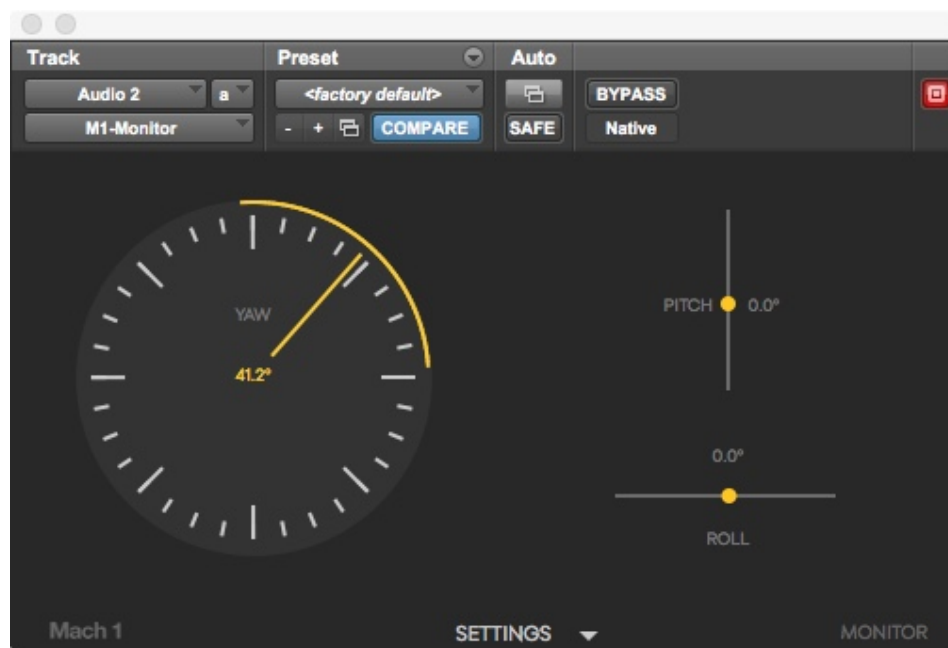 Track Preset Auto
Audio 2 a <factory default> BYPASS
M1-Monitor - + COMPARE SAFE Native
YAW
41.2°
PITCH 0.0°
0.0°
ROLL
Mach 1 SETTINGS MONITOR